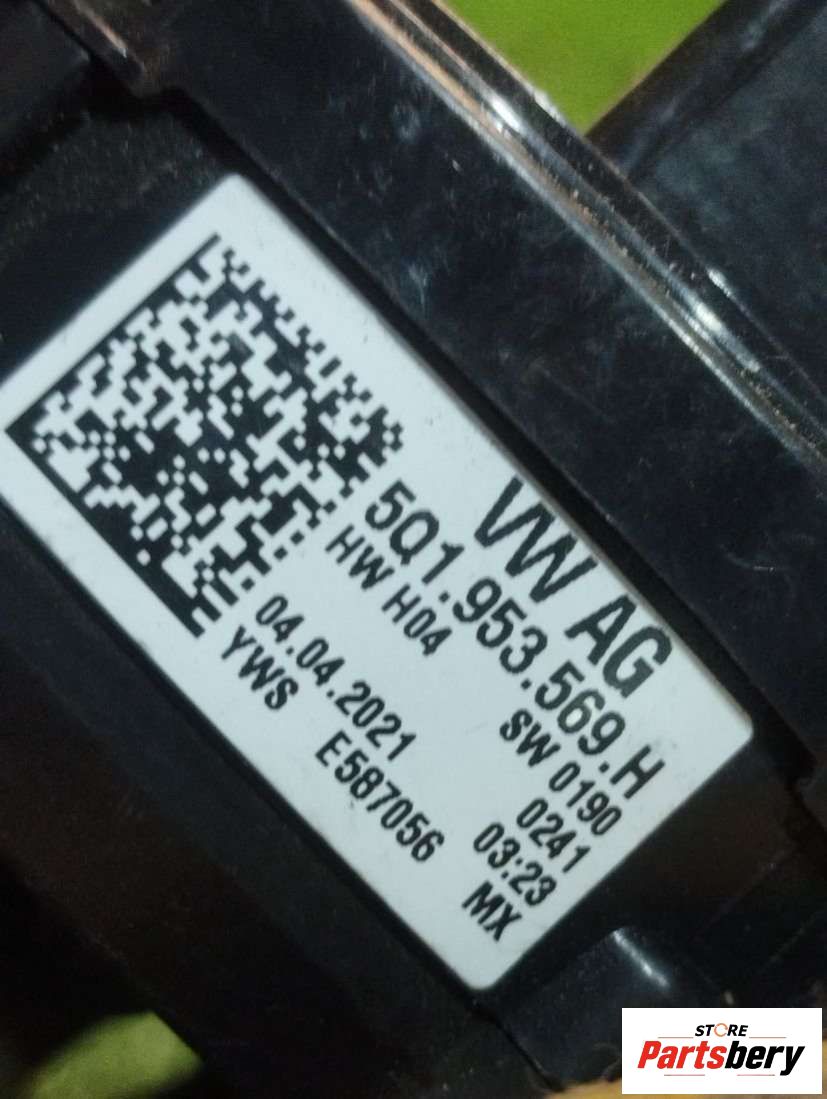 VW AG
5Q1.953.569.H
HW H04 SW 0190
0241
04.04.2021 03:23
YWS E587056 MX
STORE
Partsbery